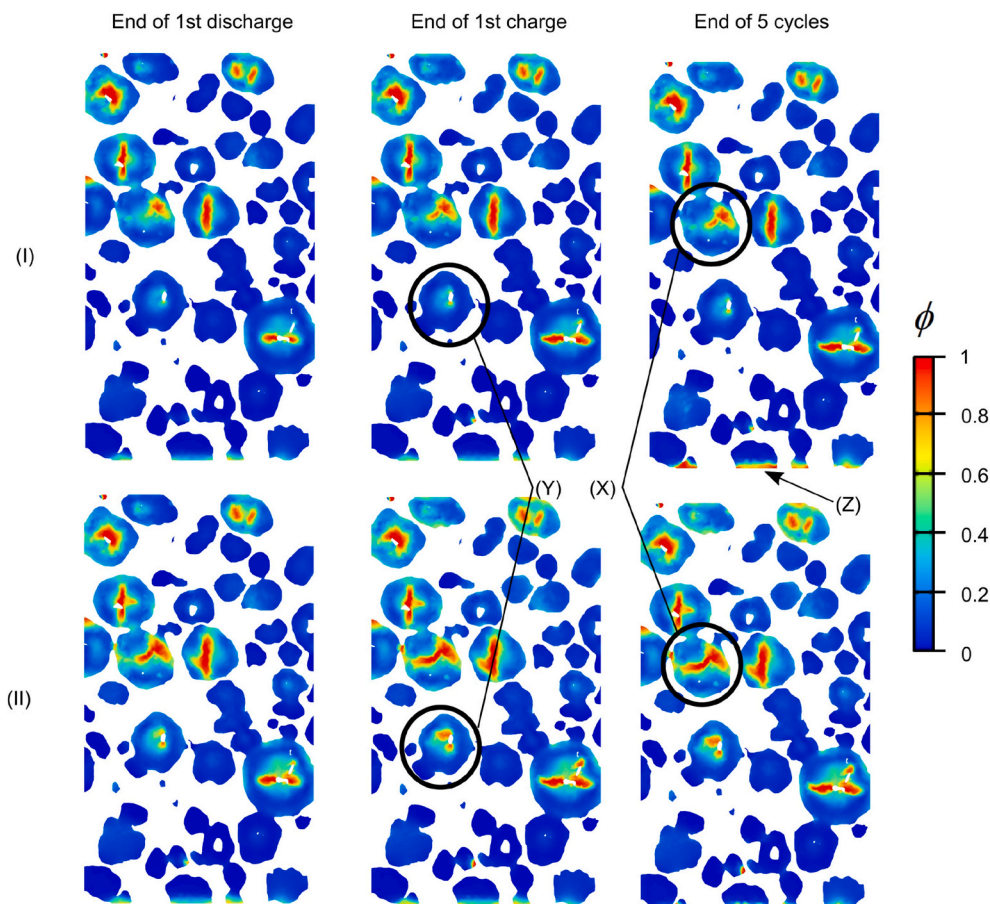 End of 1st discharge
End of 1st charge
End of 5 cycles
(I)
ϕ
1
0.8
0.6
0.4
0.2
0
(Y)
(X)
(Z)
(II)